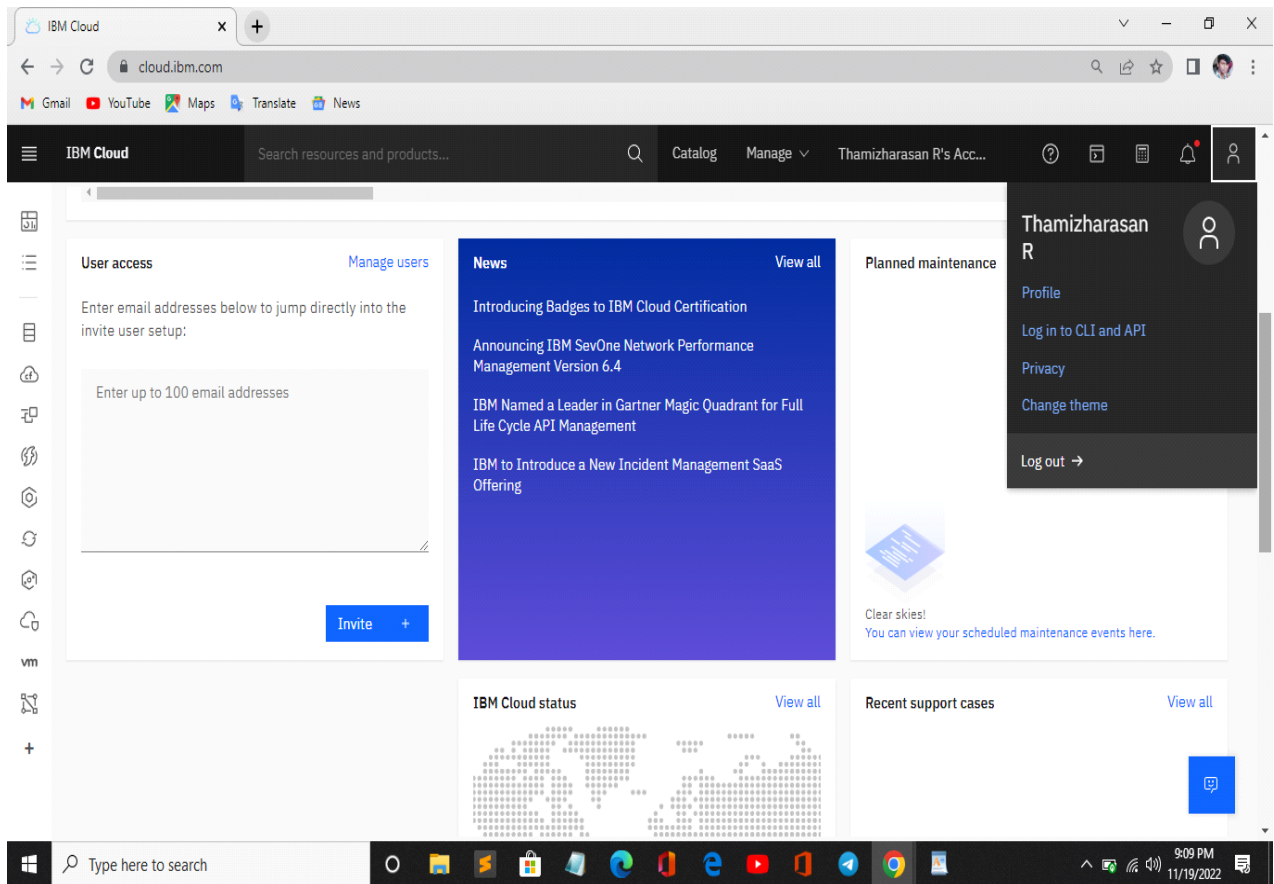 IBM Cloud
cloud.ibm.com
Gmail YouTube Maps Translate News
IBM Cloud Search resources and products... Catalog Manage Thamizharasan R's Acc...
Thamizharasan
R
Profile
Log in to CLI and API
Privacy
Change theme
Log out →
User access Manage users
Enter email addresses below to jump directly into the
invite user setup:
Enter up to 100 email addresses
Invite +
News View all
Introducing Badges to IBM Cloud Certification
Announcing IBM SevOne Network Performance
Management Version 6.4
IBM Named a Leader in Gartner Magic Quadrant for Full
Life Cycle API Management
IBM to Introduce a New Incident Management SaaS
Offering
Planned maintenance
Clear skies!
You can view your scheduled maintenance events here.
cf
vm
IBM Cloud status View all
Recent support cases View all
Type here to search
9:09 PM
11/19/2022